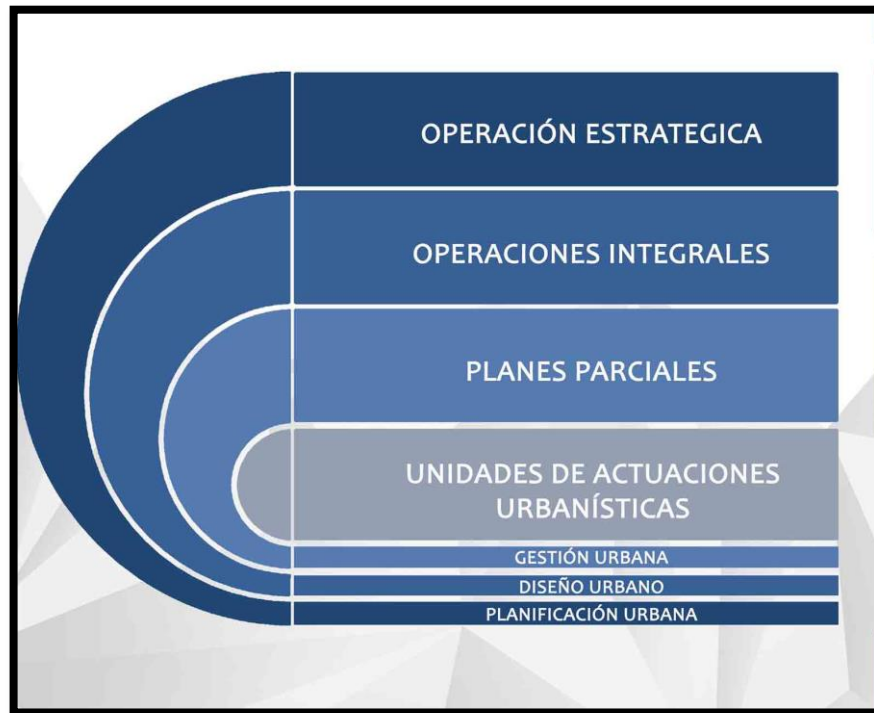 OPERACIÓN ESTRATEGICA
OPERACIONES INTEGRALES
PLANES PARCIALES
UNIDADES DE ACTUACIONES
URBANÍSTICAS
GESTIÓN URBANA
DISEÑO URBANO
PLANIFICACIÓN URBANA